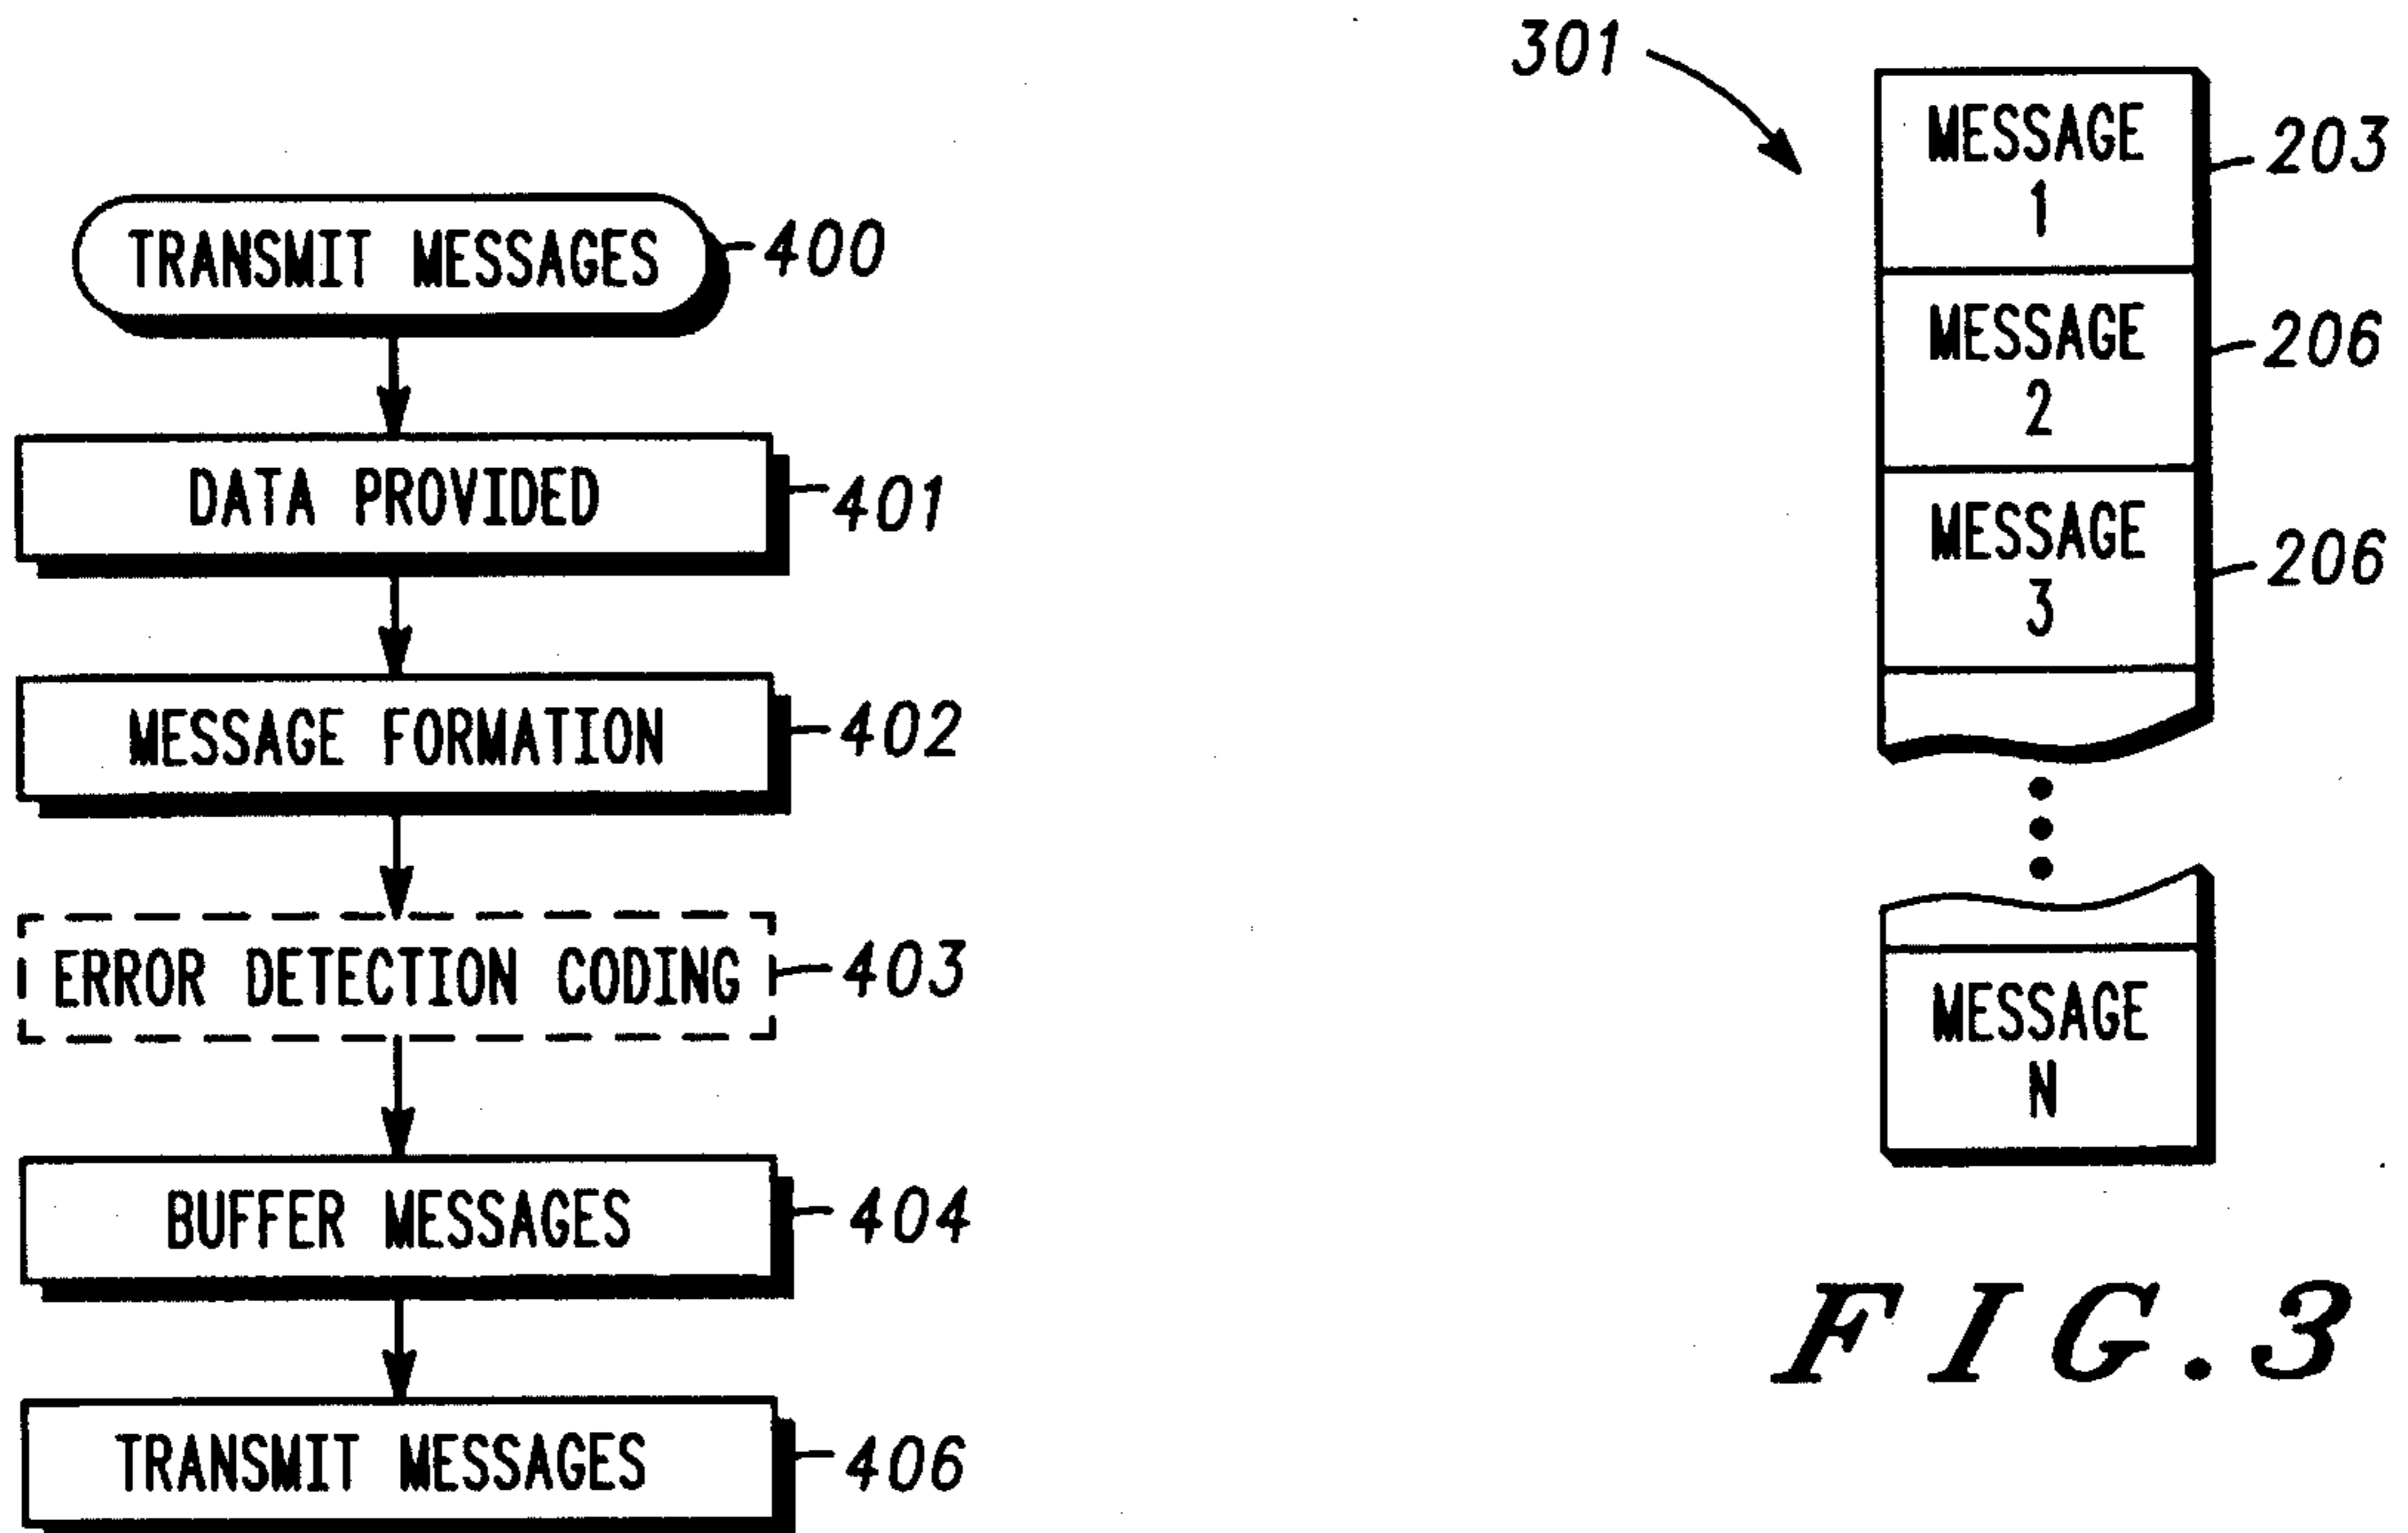 TRANSMIT MESSAGES
400
DATA PROVIDED
401
MESSAGE FORMATION
402
ERROR DETECTION CODING
403
BUFFER MESSAGES
404
TRANSMIT MESSAGES
406
301
MESSAGE
1
203
MESSAGE
2
206
MESSAGE
3
206
MESSAGE
N
FIG.3